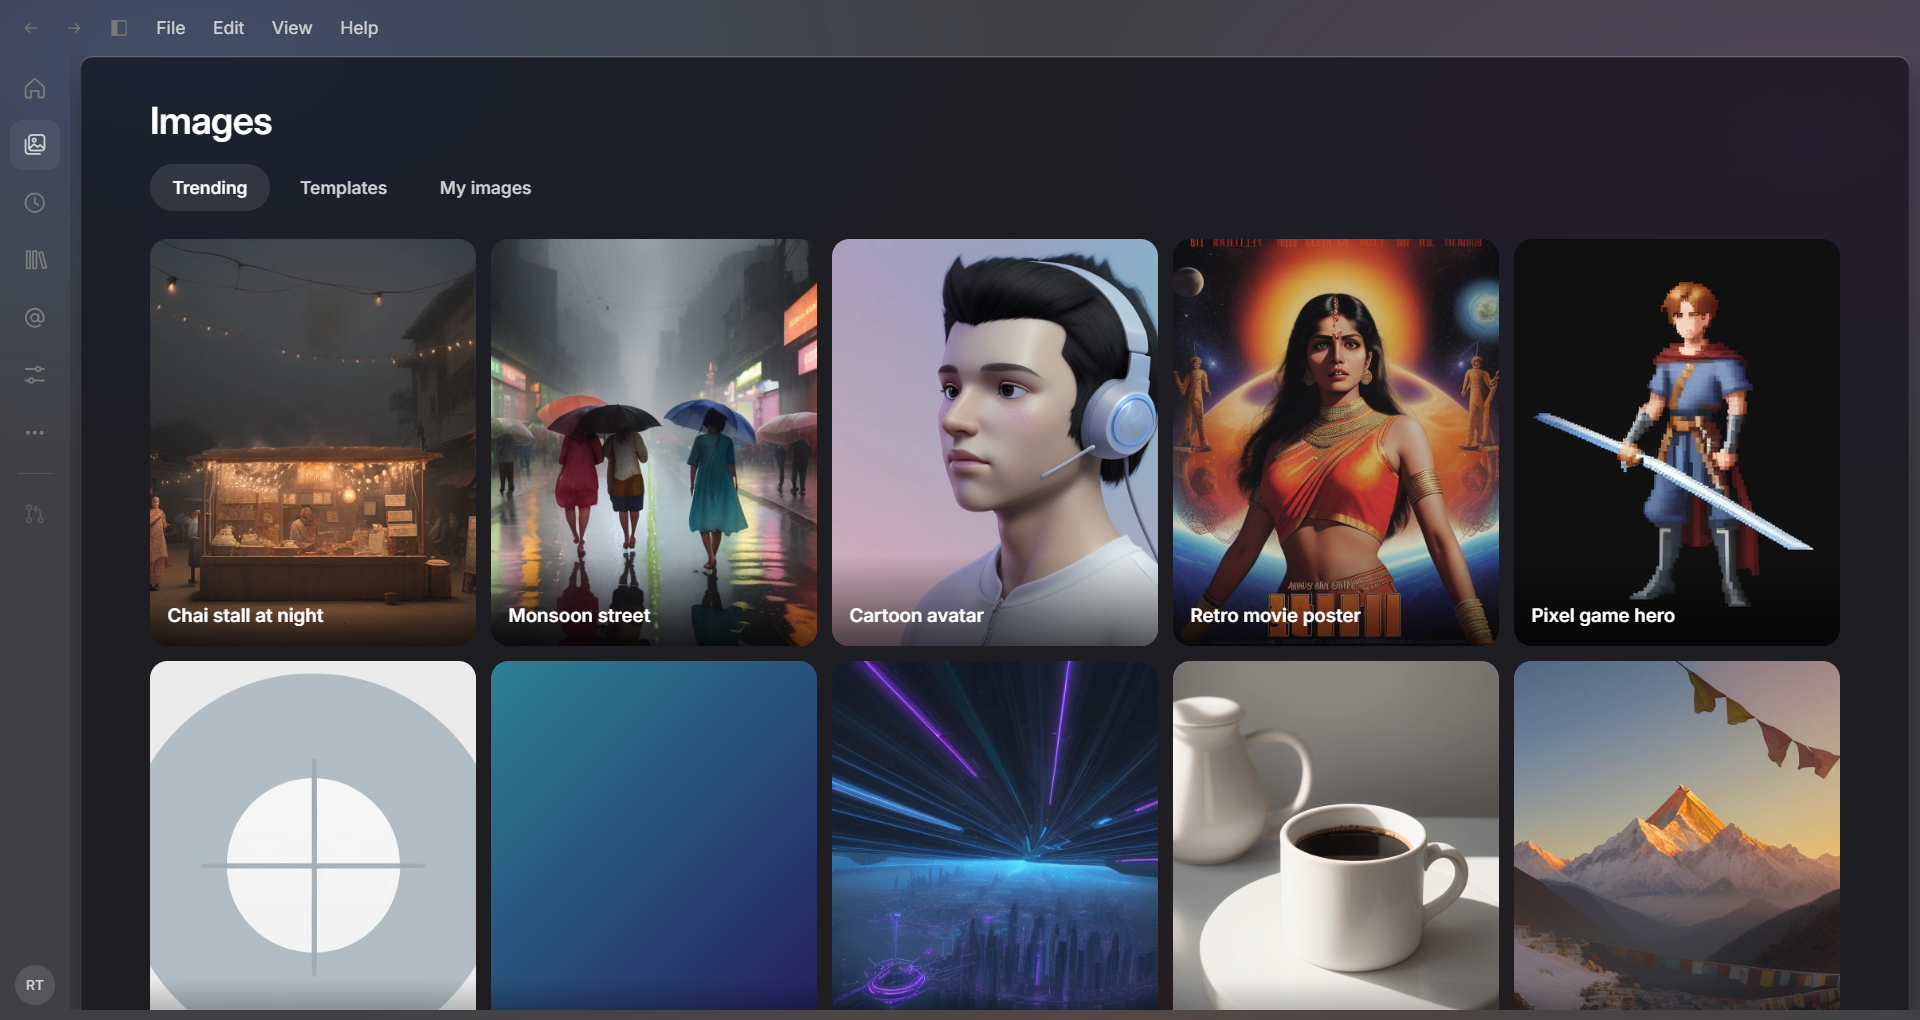 File Edit View Help
Images
Trending Templates My images
Chai stall at night
Monsoon street
Cartoon avatar
Retro movie poster
Pixel game hero
RT